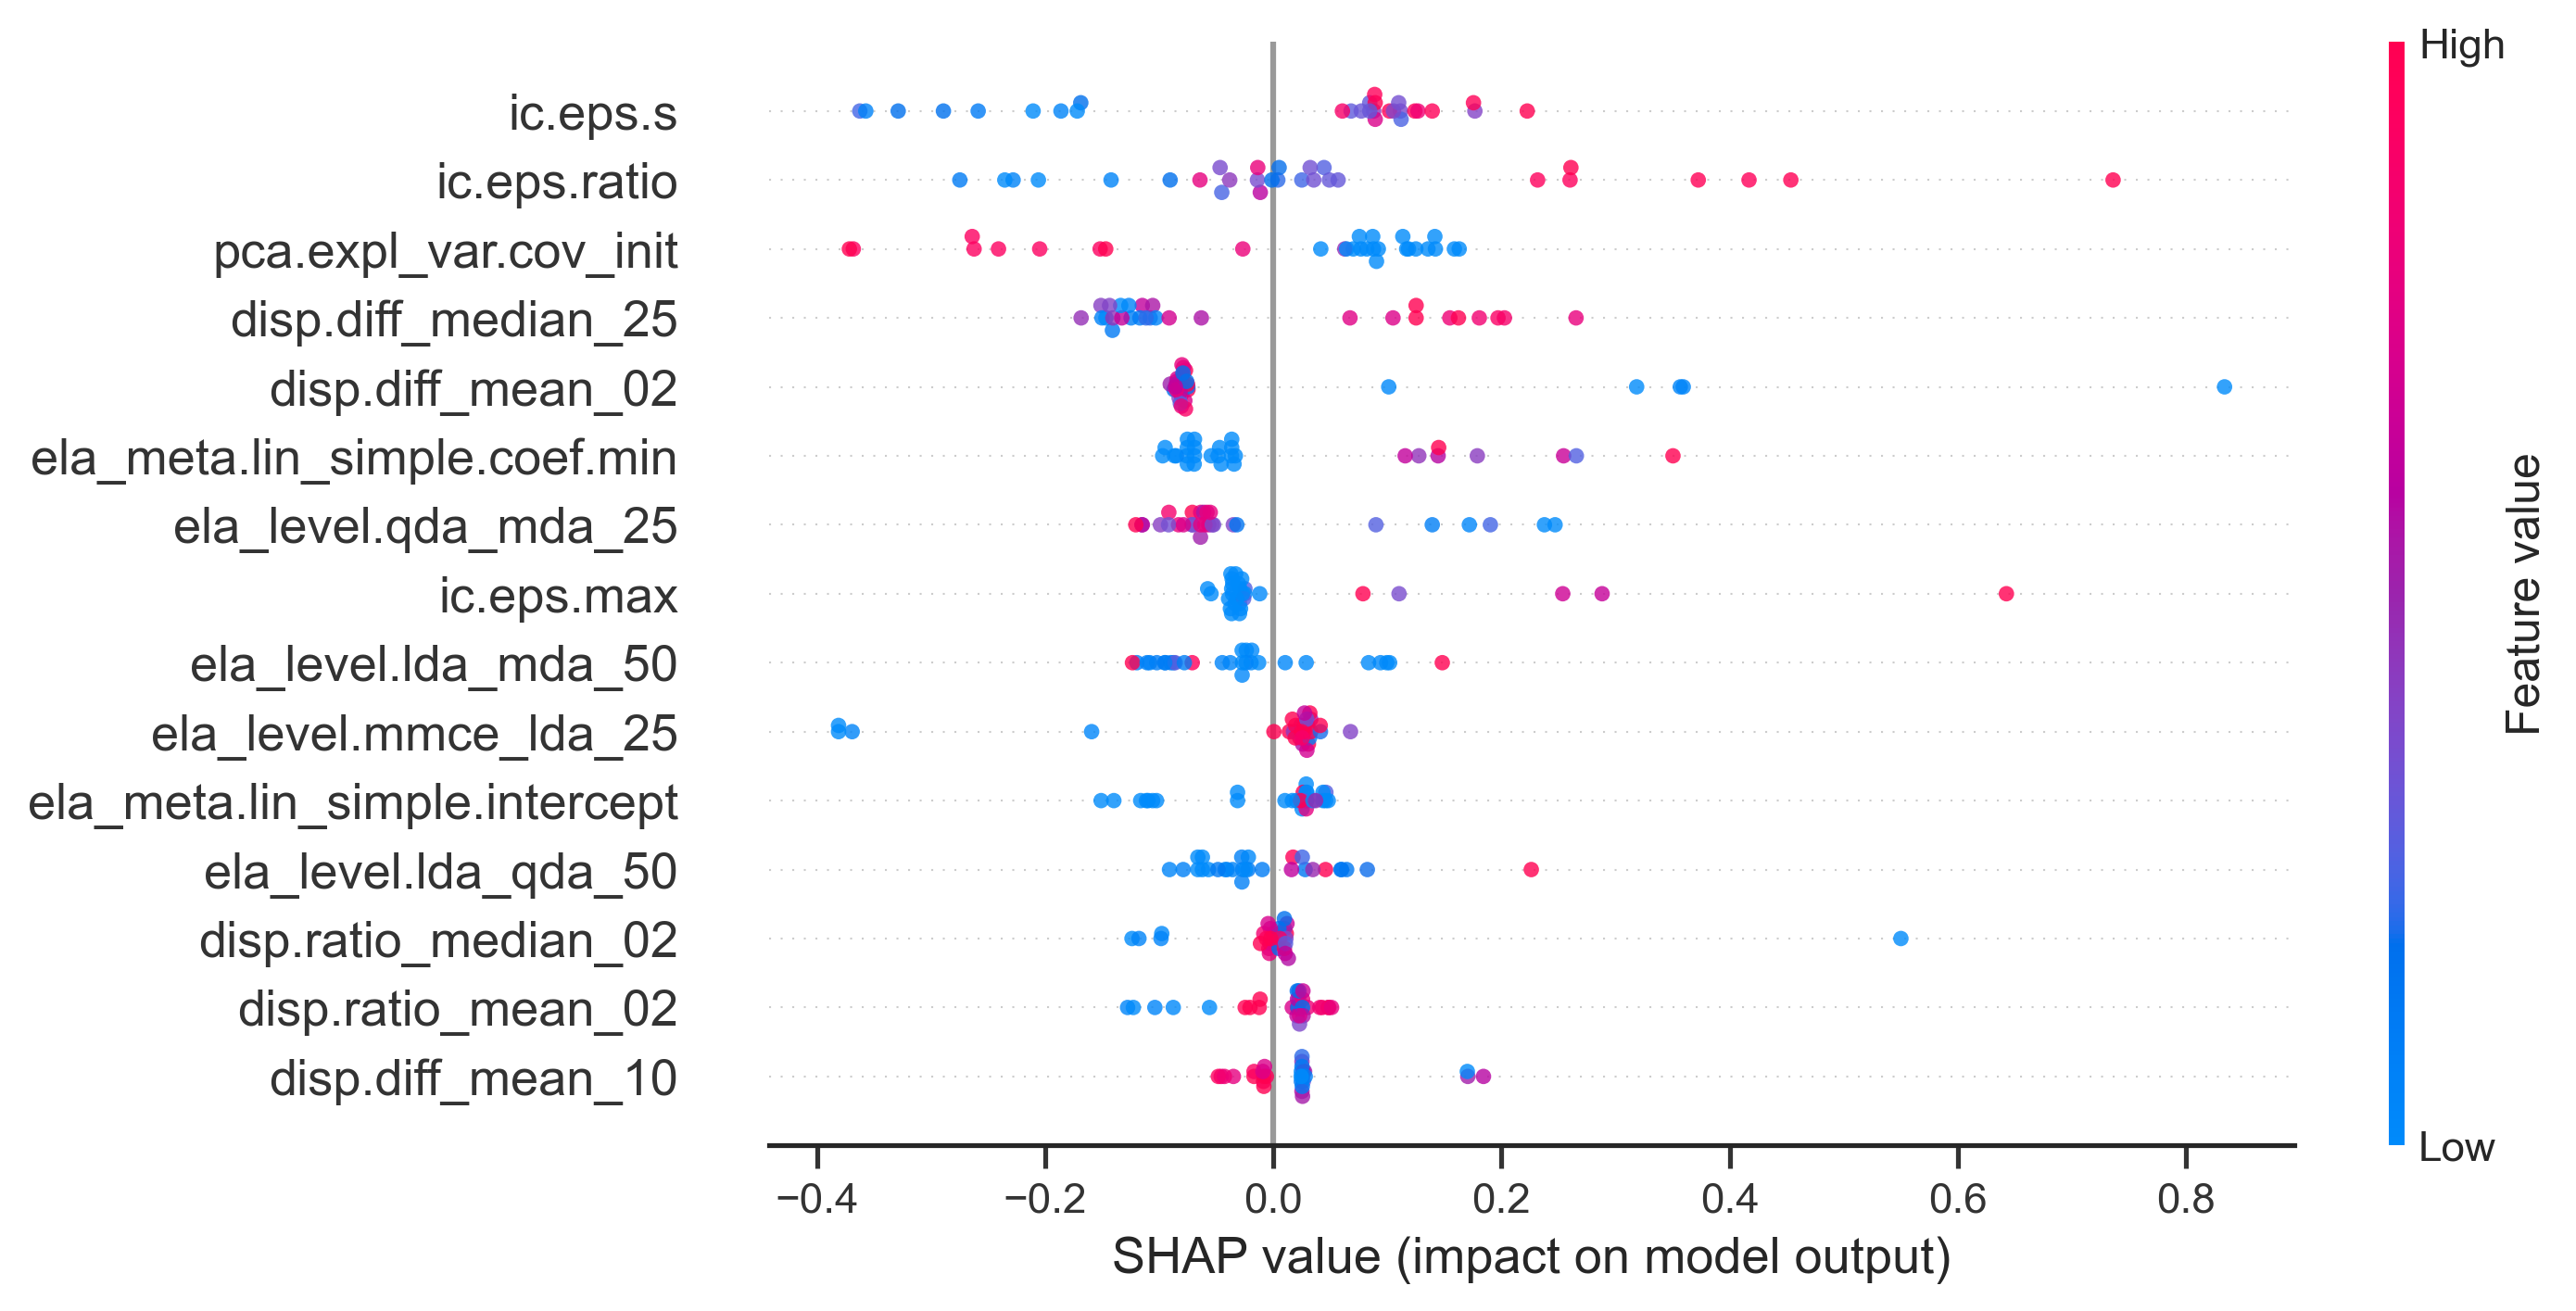 High
ic.eps.s
ic.eps.ratio
pca.expl_var.cov_init
disp.diff_median_25
disp.diff_mean_02
ela_meta.lin_simple.coef.min
ela_level.qda_mda_25
ic.eps.max
ela_level.lda_mda_50
ela_level.mmce_lda_25
ela_meta.lin_simple.intercept
ela_level.lda_qda_50
disp.ratio_median_02
disp.ratio_mean_02
disp.diff_mean_10
Feature value
Low
−0.4 −0.2 0.0 0.2 0.4 0.6 0.8
SHAP value (impact on model output)